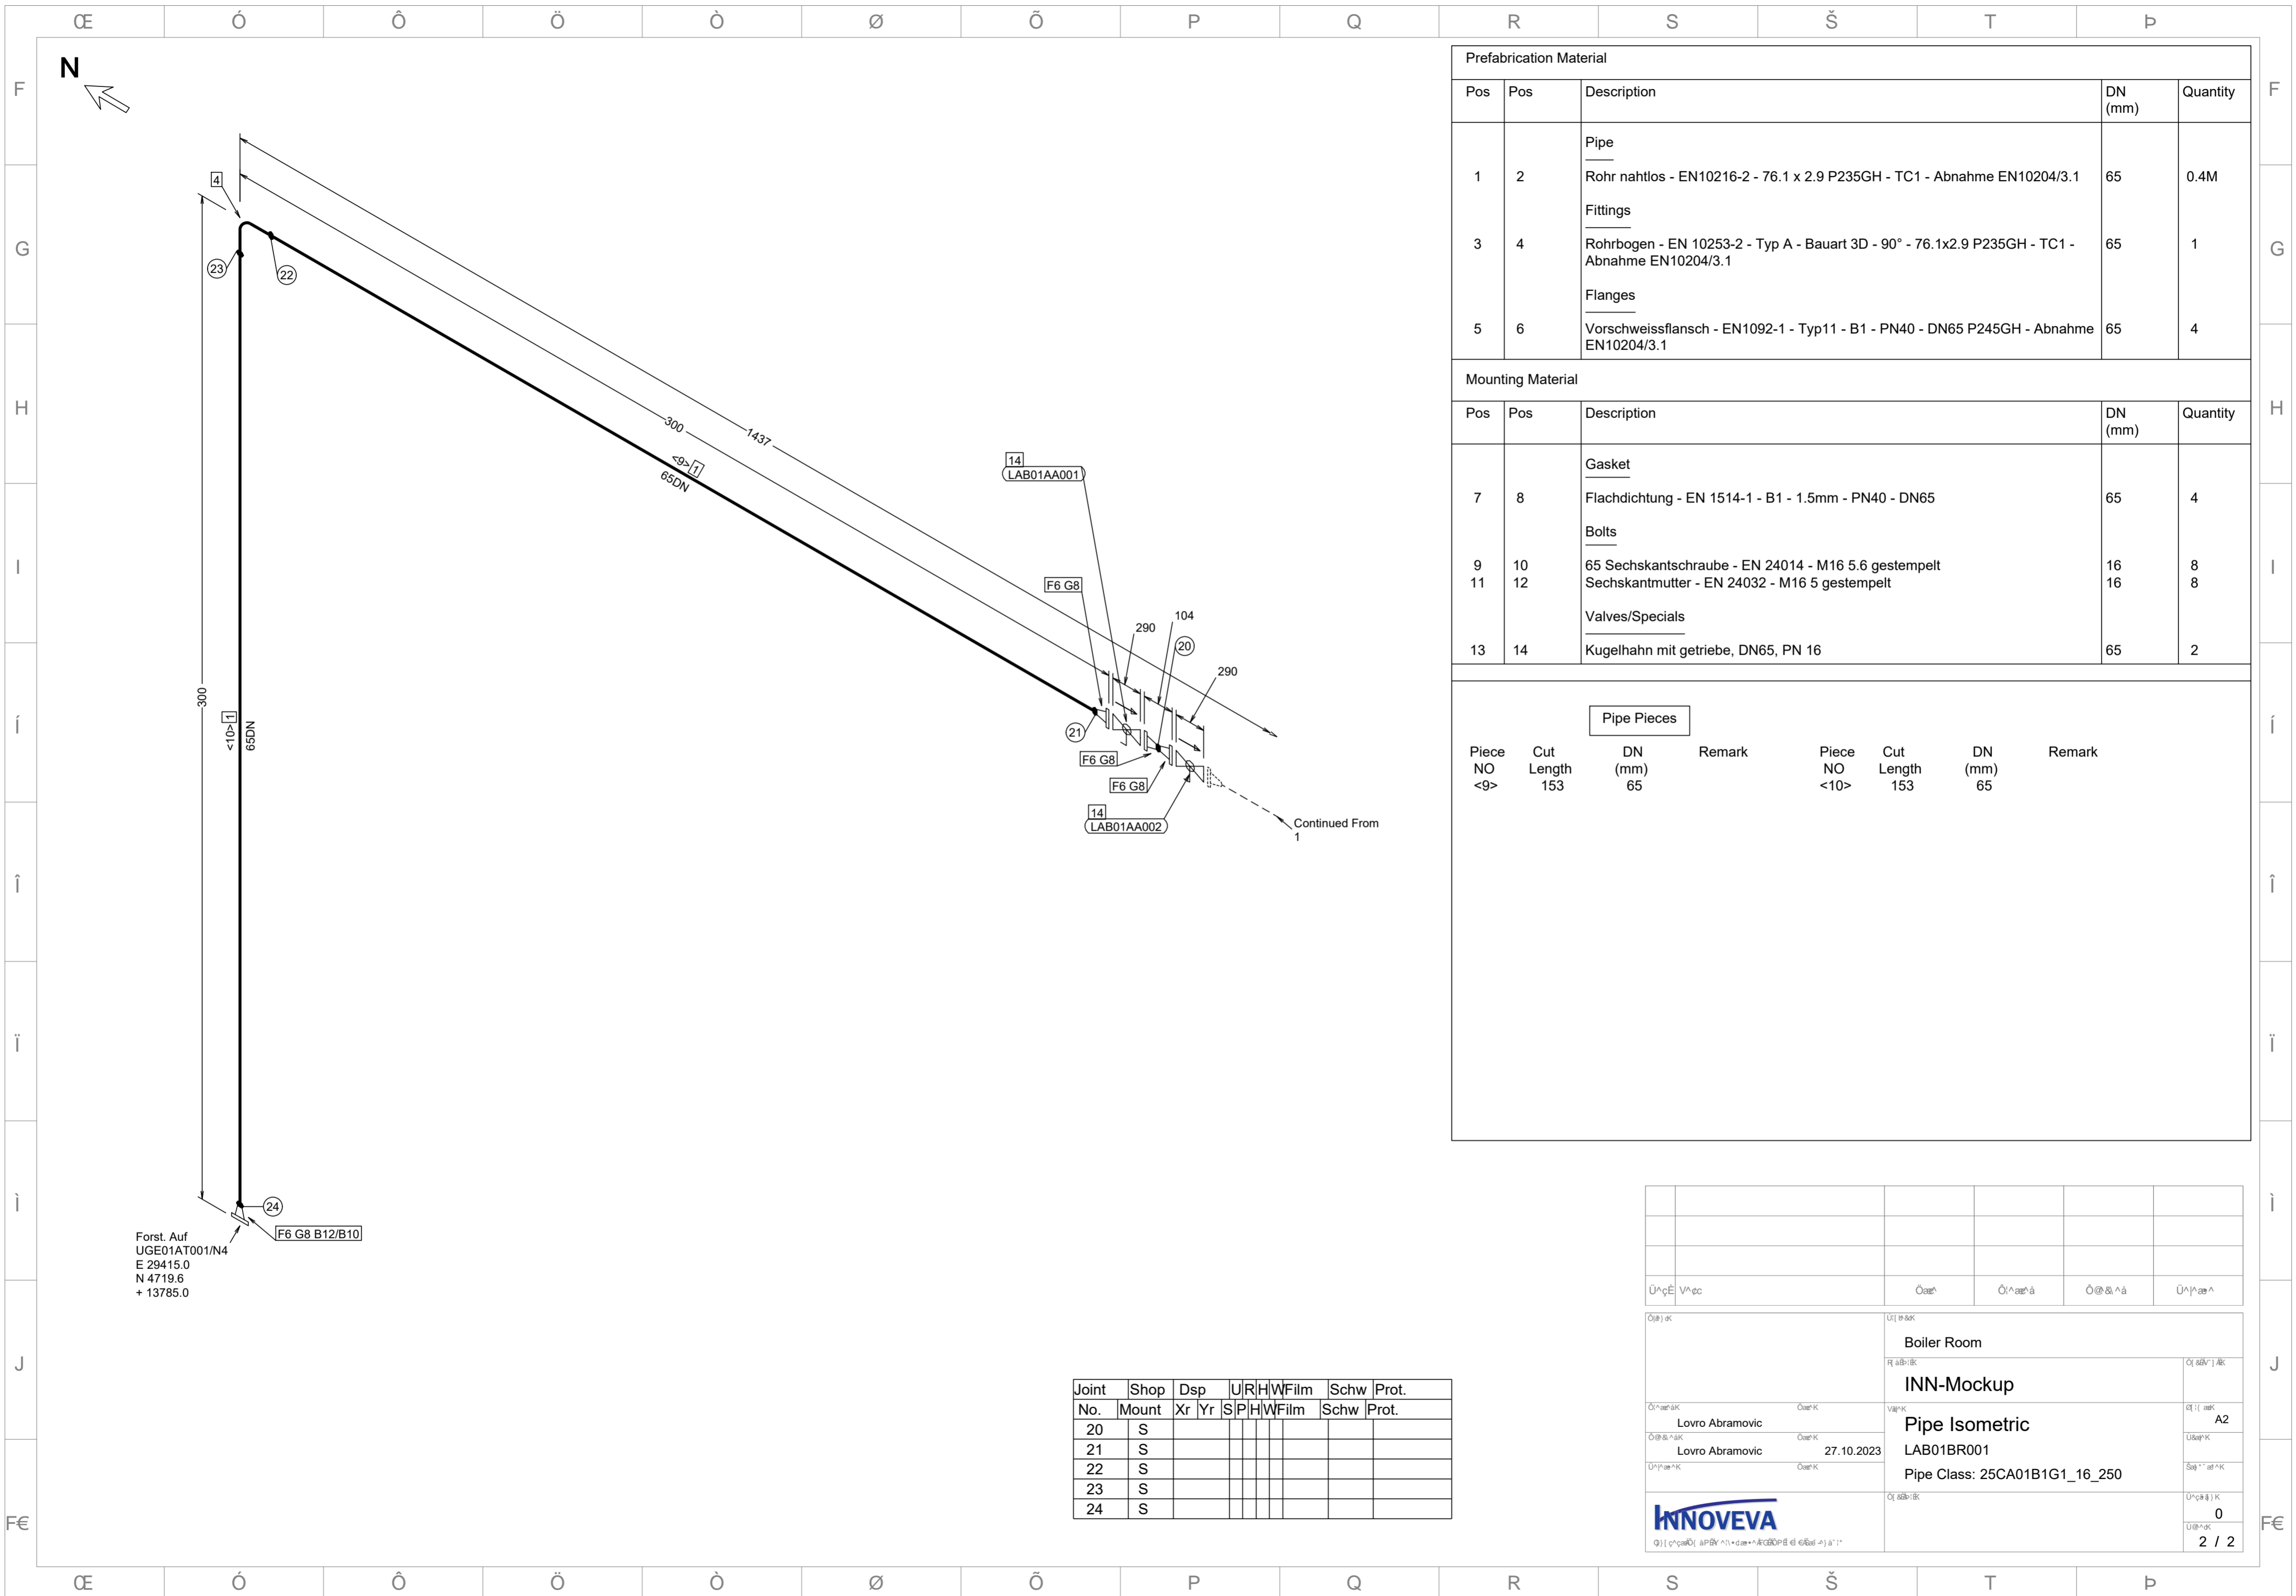 Œ Ó Ô Ö Ò Ø Õ P Q R S Š T Þ
F
G
H
I
Í
Î
Ï
Ì
J
F€
N
4
23
22
300
1437
<9> 1
65DN
300
<10> 1
65DN
14
LAB01AA001
F6 G8
290
104
20
290
21
F6 G8
F6 G8
14
LAB01AA002
Continued From
1
24
F6 G8 B12/B10
Forst. Auf
UGE01AT001/N4
E 29415.0
N 4719.6
+ 13785.0
Prefabrication Material
Pos Pos Description DN (mm) Quantity
Pipe
1 2 Rohr nahtlos - EN10216-2 - 76.1 x 2.9 P235GH - TC1 - Abnahme EN10204/3.1 65 0.4M
Fittings
3 4 Rohrbogen - EN 10253-2 - Typ A - Bauart 3D - 90° - 76.1x2.9 P235GH - TC1 - 65 1
Abnahme EN10204/3.1
Flanges
5 6 Vorschweissflansch - EN1092-1 - Typ11 - B1 - PN40 - DN65 P245GH - Abnahme 65 4
EN10204/3.1
Mounting Material
Pos Pos Description DN (mm) Quantity
Gasket
7 8 Flachdichtung - EN 1514-1 - B1 - 1.5mm - PN40 - DN65 65 4
Bolts
9 10 65 Sechskantschraube - EN 24014 - M16 5.6 gestempelt 16 8
11 12 Sechskantmutter - EN 24032 - M16 5 gestempelt 16 8
Valves/Specials
13 14 Kugelhahn mit getriebe, DN65, PN 16 65 2
Pipe Pieces
Piece Cut DN Remark Piece Cut DN Remark
NO Length (mm) NO Length (mm)
<9> 153 65 <10> 153 65
Joint Shop Dsp U R H W Film Schw Prot.
No. Mount Xr Yr S P H W Film Schw Prot.
20 S
21 S
22 S
23 S
24 S
Boiler Room
INN-Mockup
Lovro Abramovic
Pipe Isometric
A2
Lovro Abramovic 27.10.2023
LAB01BR001
Pipe Class: 25CA01B1G1_16_250
INNOVEVA
0
2 / 2
F
G
H
I
Í
Î
Ï
Ì
J
F€
Œ Ó Ô Ö Ò Ø Õ P Q R S Š T Þ